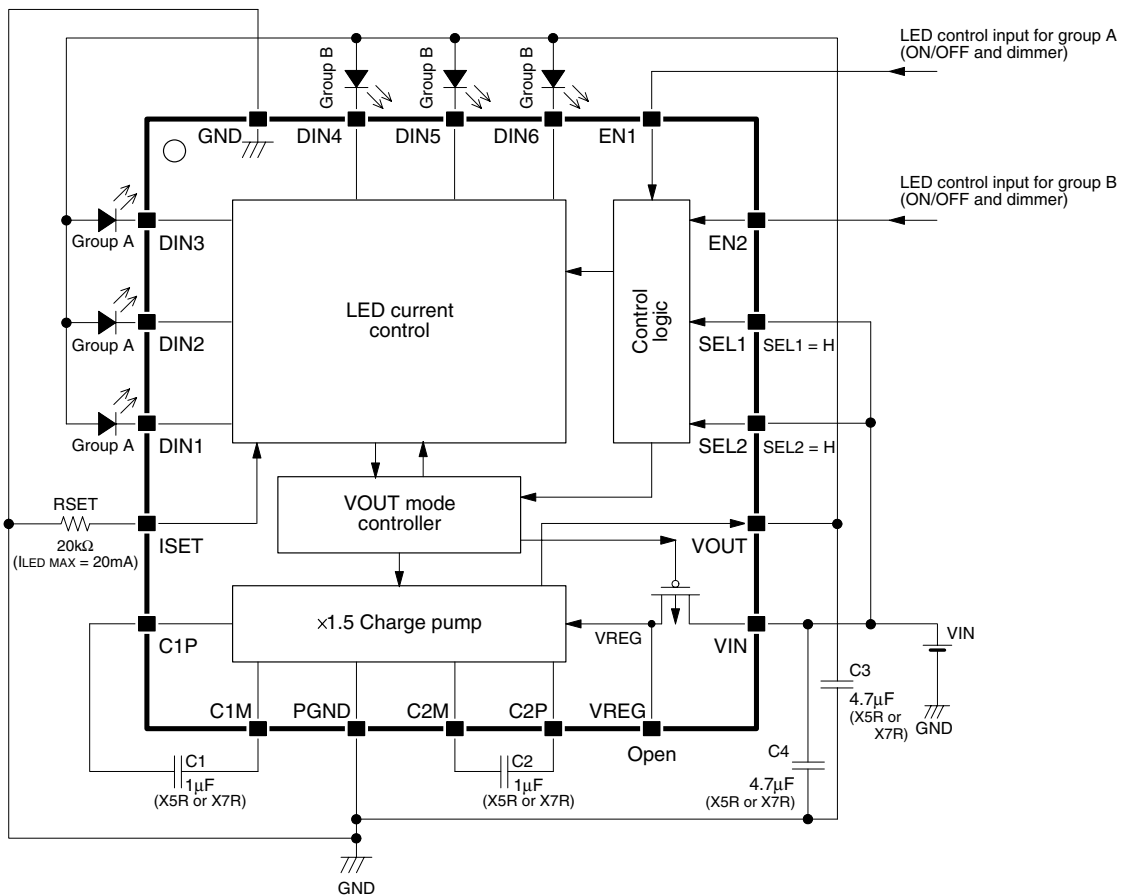 LED control input for group A
(ON/OFF and dimmer)
Group B
Group B
Group B
GND
DIN4
DIN5
DIN6
EN1
LED control input for group B
(ON/OFF and dimmer)
Group A
DIN3
EN2
LED current
control
Control
logic
Group A
DIN2
SEL1
SEL1 = H
Group A
DIN1
SEL2
SEL2 = H
RSET
20kΩ
(ILED MAX = 20mA)
ISET
VOUT mode
controller
VOUT
C1P
×1.5 Charge pump
VREG
VIN
VIN
C1M
PGND
C2M
C2P
VREG
C3
4.7µF
(X5R or
X7R)
GND
Open
C1
1µF
(X5R or X7R)
C2
1µF
(X5R or X7R)
C4
4.7µF
(X5R or X7R)
GND